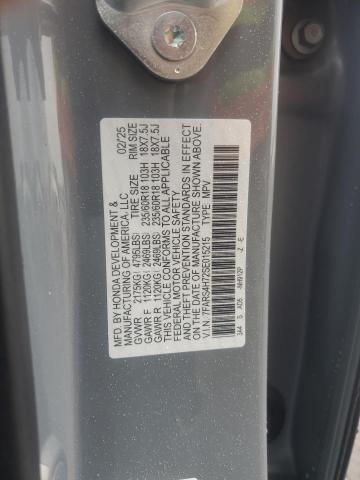 MFD. BY HONDA DEVELOPMENT & 02/25
MANUFACTURING OF AMERICA, LLC
TIRE SIZE RIM SIZE
GVWR 2175KG( 4795LBS)
GAWR F 1120KG( 2469LBS) 235/60R18 103H 18X7.5J
GAWR R 1120KG( 2469LBS) 235/60R18 103H 18X7.5J
THIS VEHICLE CONFORMS TO ALL APPLICABLE
FEDERAL MOTOR VEHICLE SAFETY
AND THEFT PREVENTION STANDARDS IN EFFECT
ON THE DATE OF MANUFACTURE SHOWN ABOVE.
V.I.N. 7FARS4H72SE015215 TYPE: MPV
3A4 S AD5 - -Z -E